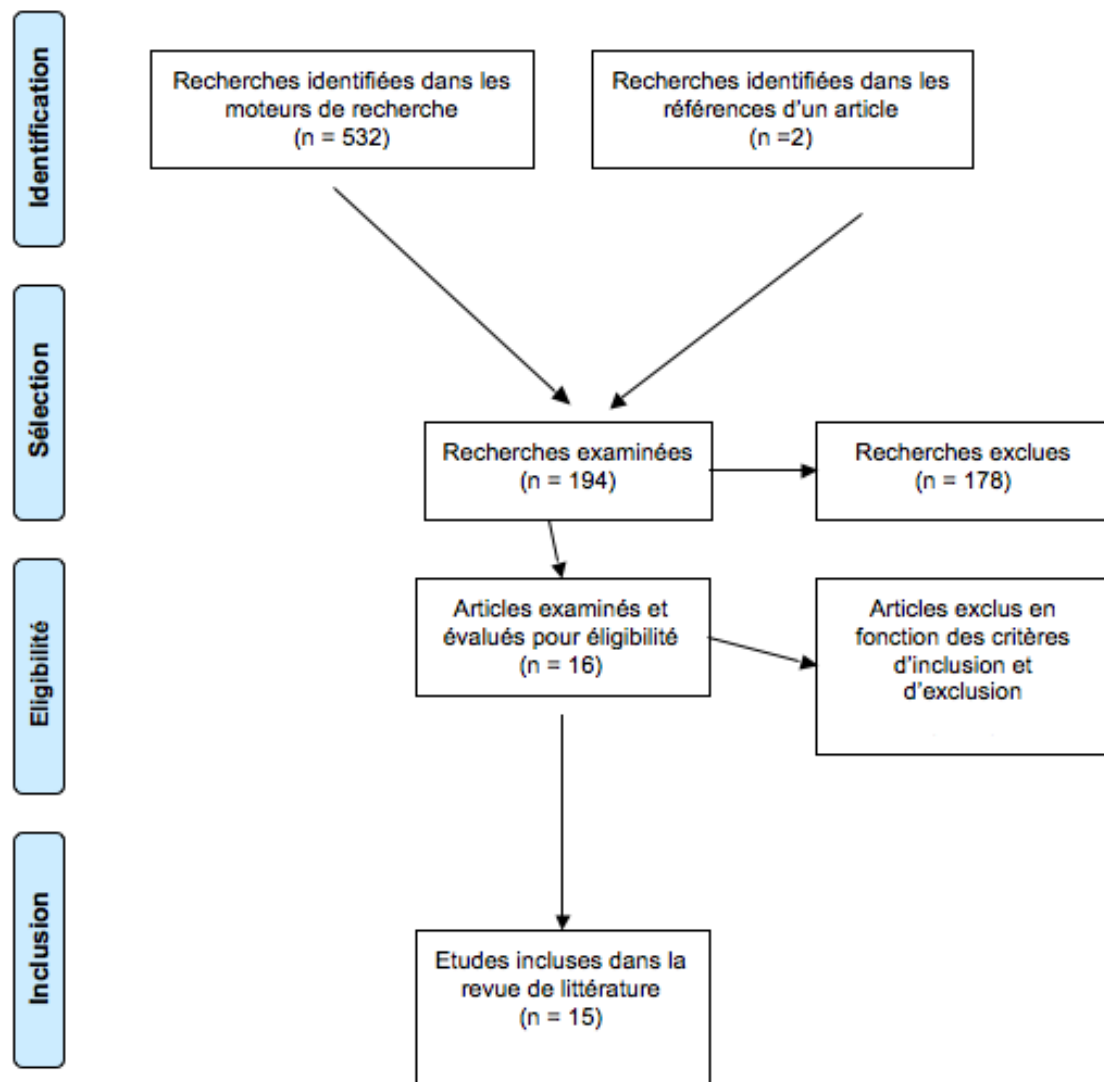 Identification
Recherches identifiées dans les
moteurs de recherche
(n = 532)
Recherches identifiées dans les
références d'un article
(n =2)
Sélection
Recherches examinées
(n = 194)
Recherches exclues
(n = 178)
Eligibilité
Articles examinés et
évalués pour éligibilité
(n = 16)
Articles exclus en
fonction des critères
d'inclusion et
d'exclusion
Inclusion
Etudes incluses dans la
revue de littérature
(n = 15)